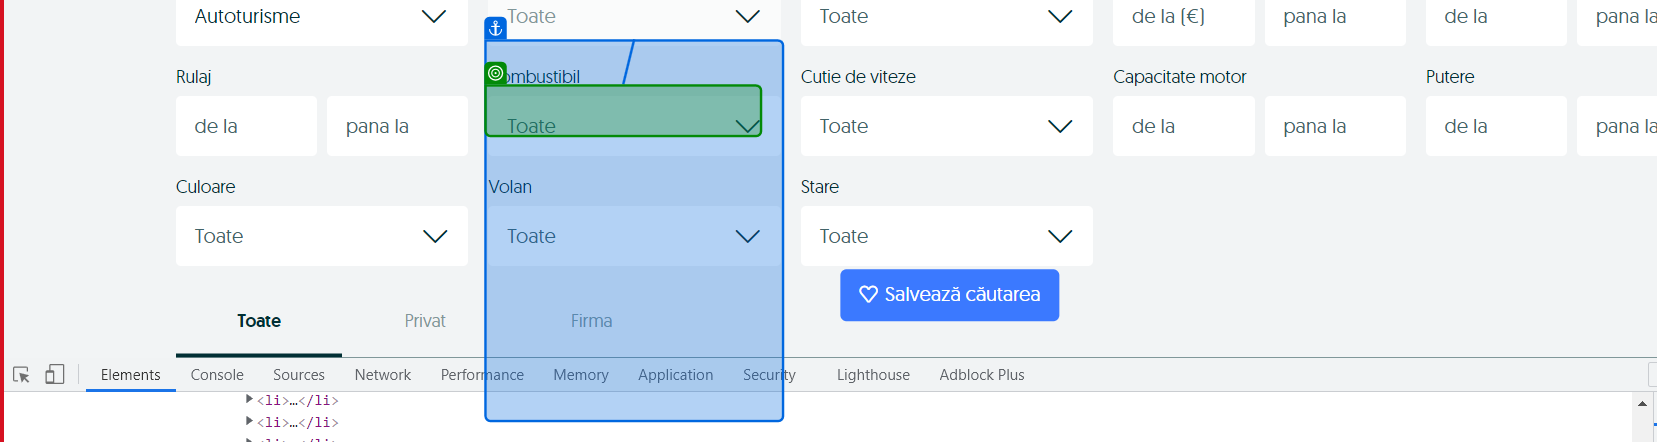 Autoturisme Toate Toate de la (€) pana la de la pana la
Rulaj Combustibil Cutie de viteze Capacitate motor Putere
de la pana la Toate Toate de la pana la de la pana la
Culoare Volan Stare
Toate Toate Toate
Salvează căutarea
Toate Privat Firma
Elements Console Sources Network Performance Memory Application Security Lighthouse Adblock Plus
<li>…</li>
<li>…</li>
<li>…</li>